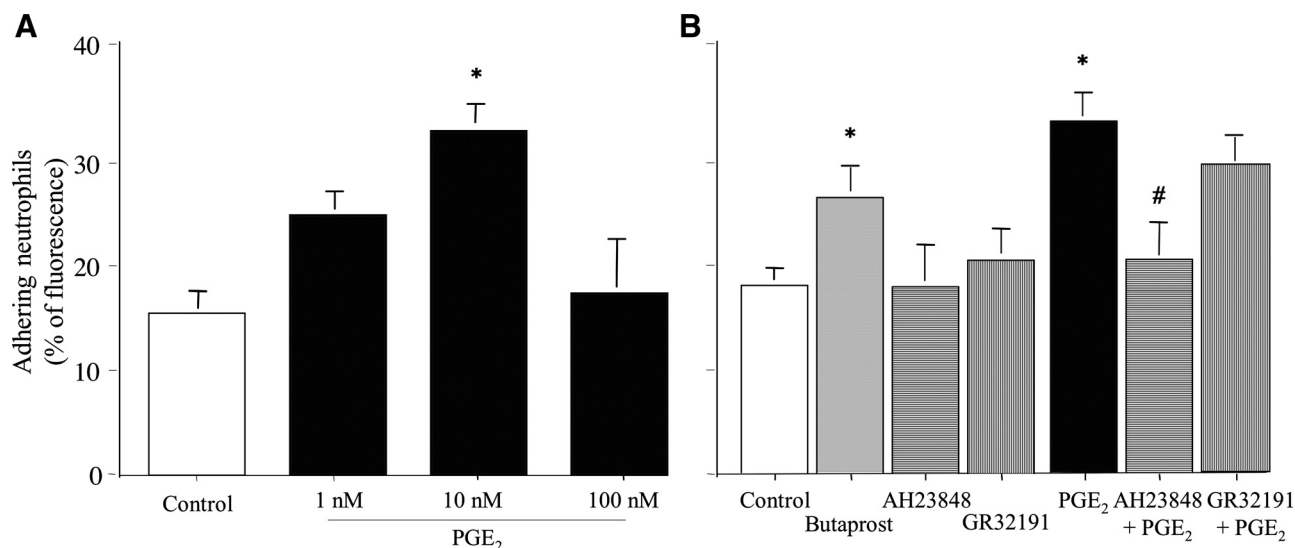 A
Adhering neutrophils
(% of fluorescence)
40
30
20
10
0
*
Control
1 nM
10 nM
100 nM
PGE₂
B
*
*
#
Control
Butaprost
AH23848
GR32191
PGE₂
AH23848
+ PGE₂
GR32191
+ PGE₂